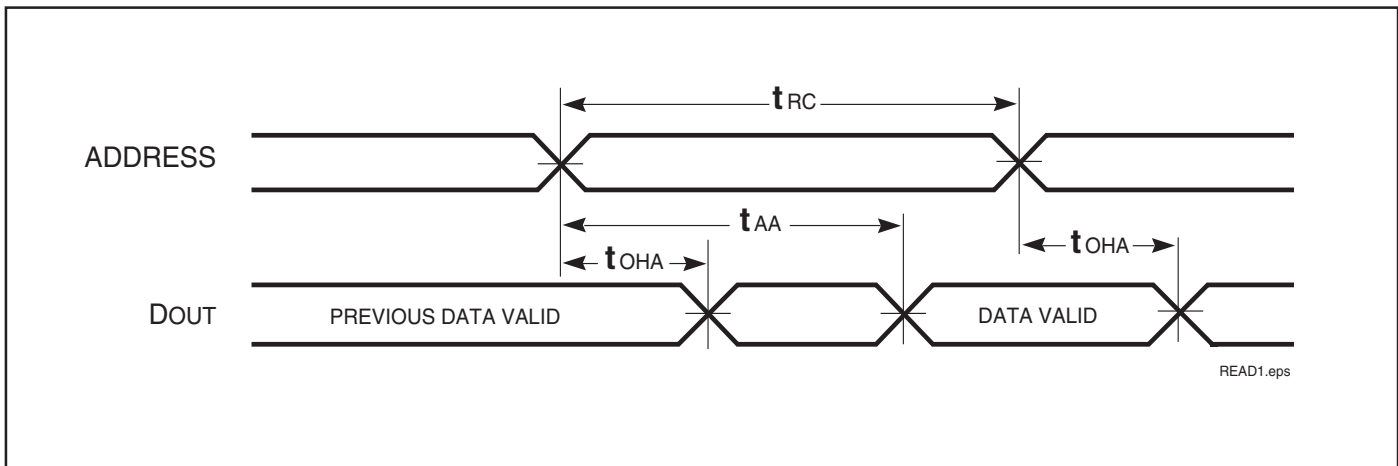 tRC
ADDRESS
tAA
tOHA
tOHA
DOUT
PREVIOUS DATA VALID
DATA VALID
READ1.eps